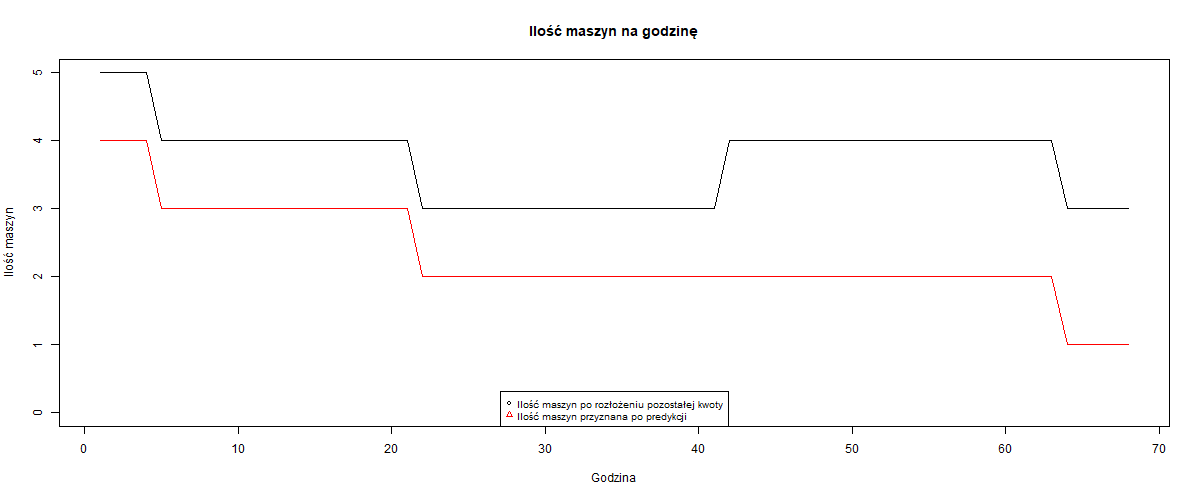 Ilość maszyn na godzinę
Ilość maszyn
5
4
3
2
1
0
Ilość maszyn po rozłożeniu pozostałej kwoty
Ilość maszyn przyznana po predykcji
0 10 20 30 40 50 60 70
Godzina